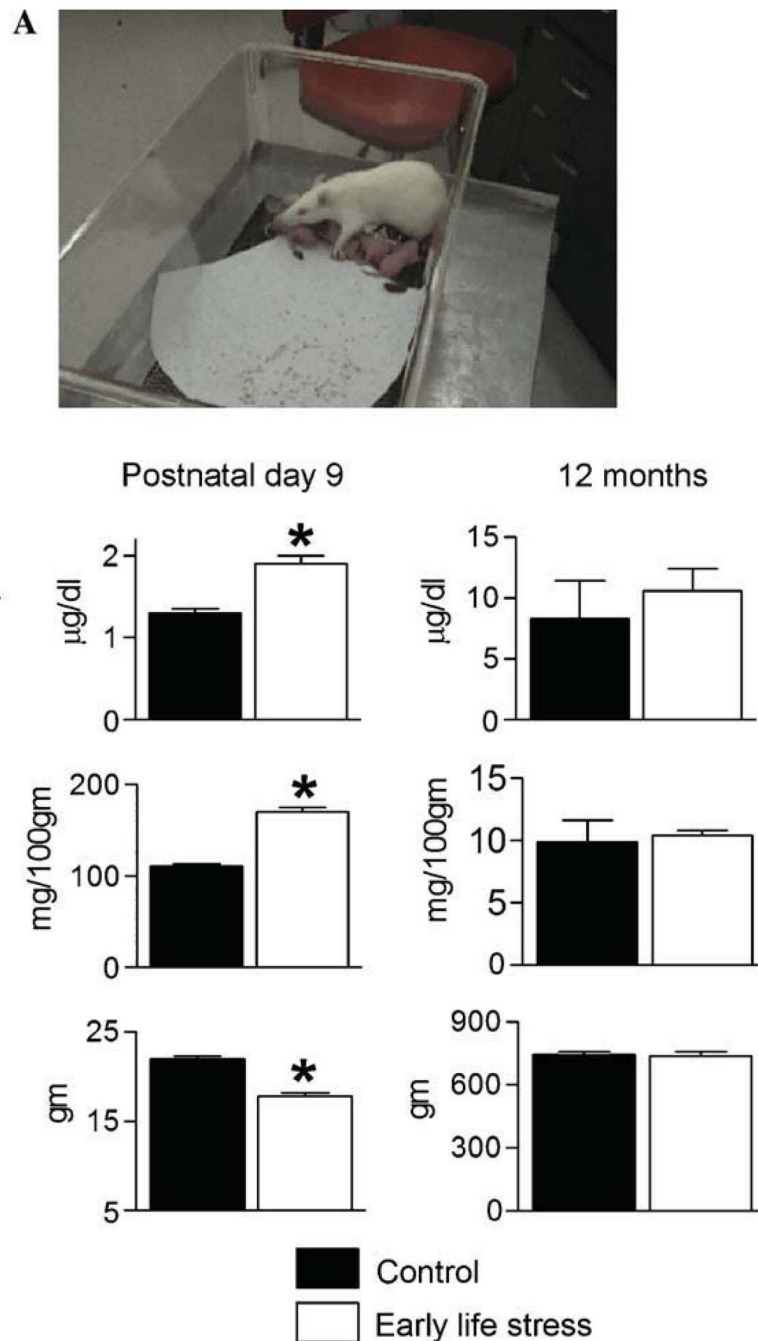 A
Postnatal day 9
12 months
*
2
1
0
µg/dl
15
10
5
0
µg/dl
*
200
100
0
mg/100gm
15
10
5
0
mg/100gm
25
15
5
gm
*
900
600
300
0
gm
Control
Early life stress